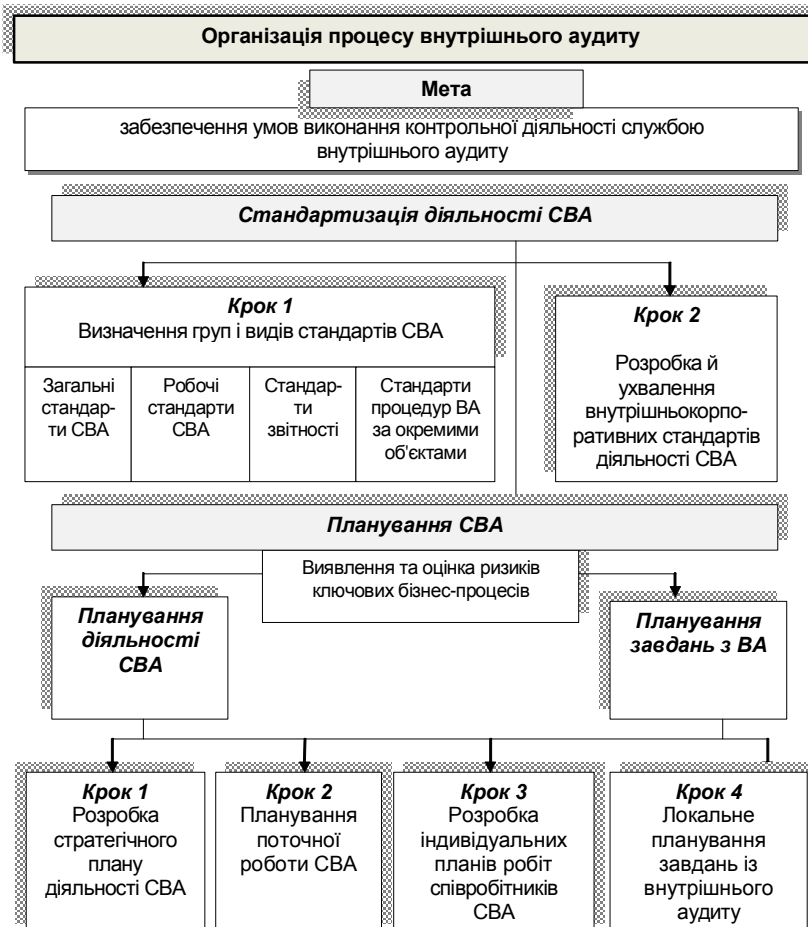 Організація процесу внутрішнього аудиту
Мета
забезпечення умов виконання контрольної діяльності службою
внутрішнього аудиту
Стандартизація діяльності СВА
Крок 1
Визначення груп і видів стандартів СВА
Загальні
стандар-
ти СВА
Робочі
стандарти
СВА
Стандар-
ти
звітності
Стандарти
процедур ВА
за окремими
об'єктами
Крок 2
Розробка й
ухвалення
внутрішньокорпо-
ративних стандартів
діяльності СВА
Планування СВА
Виявлення та оцінка ризиків
ключових бізнес-процесів
Планування
діяльності
СВА
Планування
завдань з ВА
Крок 1
Розробка
стратегічного
плану
діяльності СВА
Крок 2
Планування
поточної
роботи СВА
Крок 3
Розробка
індивідуальних
планів робіт
співробітників
СВА
Крок 4
Локальне
планування
завдань із
внутрішнього
аудиту